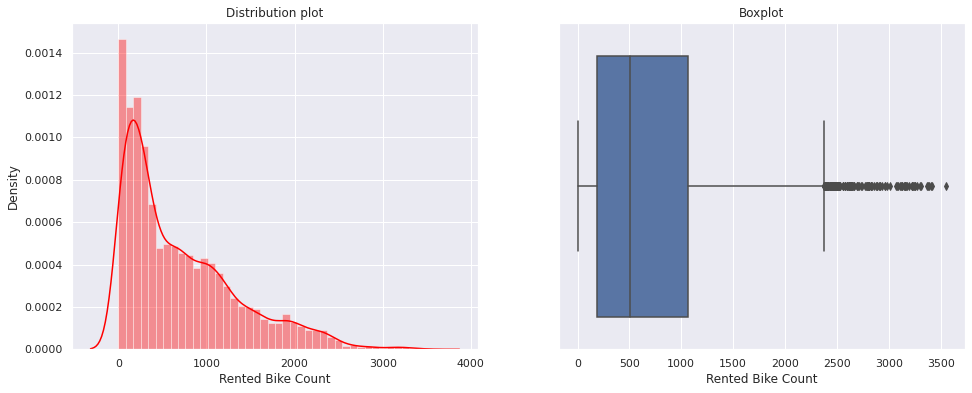 Distribution plot
Density
0.0014
0.0012
0.0010
0.0008
0.0006
0.0004
0.0002
0.0000
0 1000 2000 3000 4000
Rented Bike Count
Boxplot
0 500 1000 1500 2000 2500 3000 3500
Rented Bike Count